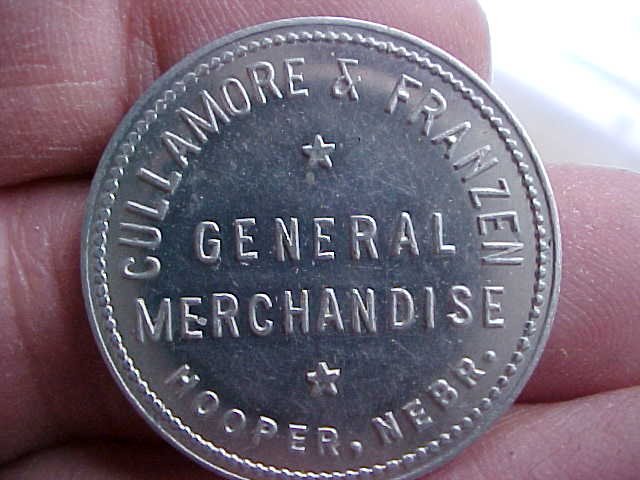 CULLAMORE & FRANZEN
GENERAL
MERCHANDISE
HOOPER, NEBR.